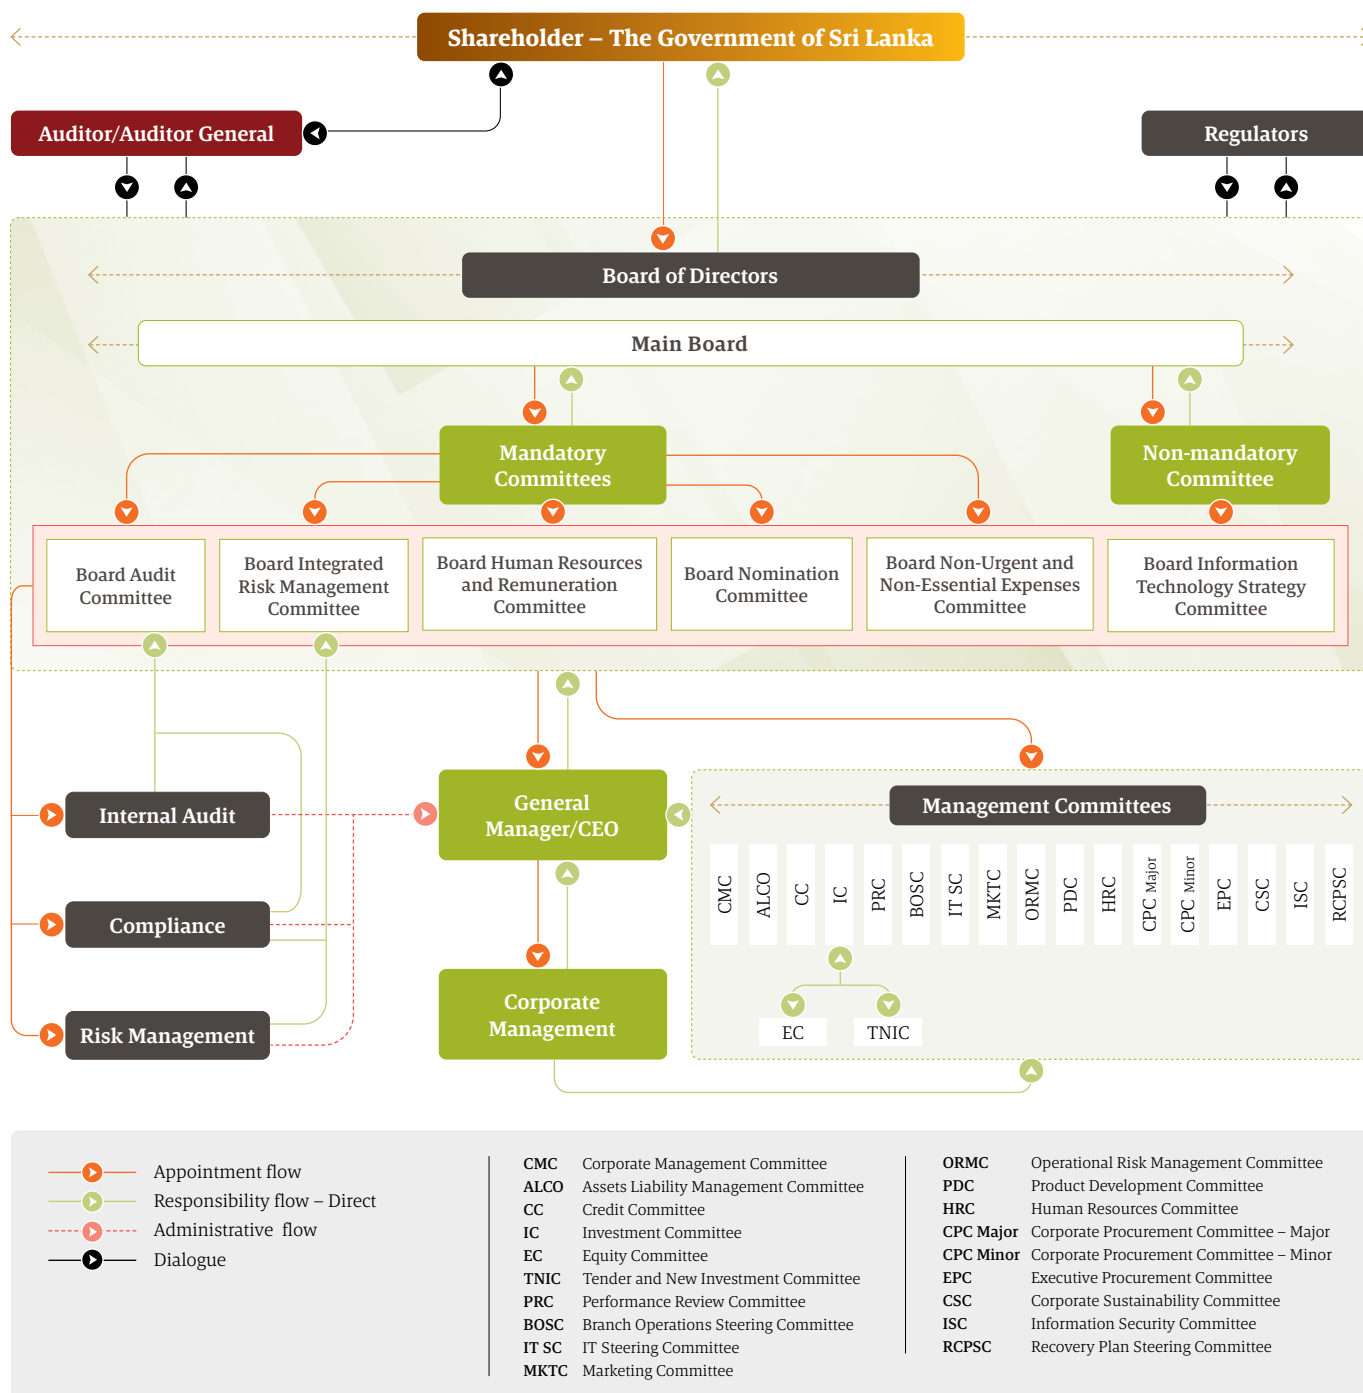 Shareholder – The Government of Sri Lanka
Auditor/Auditor General
Regulators
Board of Directors
Main Board
Mandatory
Committees
Non-mandatory
Committee
Board Audit
Committee
Board Integrated
Risk Management
Committee
Board Human Resources
and Remuneration
Committee
Board Nomination
Committee
Board Non-Urgent and
Non-Essential Expenses
Committee
Board Information
Technology Strategy
Committee
Internal Audit
Compliance
Risk Management
General
Manager/CEO
Corporate
Management
Management Committees
CMC
ALCO
CC
IC
PRC
BOSC
IT SC
MKTC
ORMC
PDC
HRC
CPC Major
CPC Minor
EPC
CSC
ISC
RCPSC
EC
TNIC
Appointment flow
Responsibility flow – Direct
Administrative flow
Dialogue
CMC Corporate Management Committee
ALCO Assets Liability Management Committee
CC Credit Committee
IC Investment Committee
EC Equity Committee
TNIC Tender and New Investment Committee
PRC Performance Review Committee
BOSC Branch Operations Steering Committee
IT SC IT Steering Committee
MKTC Marketing Committee
ORMC Operational Risk Management Committee
PDC Product Development Committee
HRC Human Resources Committee
CPC Major Corporate Procurement Committee – Major
CPC Minor Corporate Procurement Committee – Minor
EPC Executive Procurement Committee
CSC Corporate Sustainability Committee
ISC Information Security Committee
RCPSC Recovery Plan Steering Committee